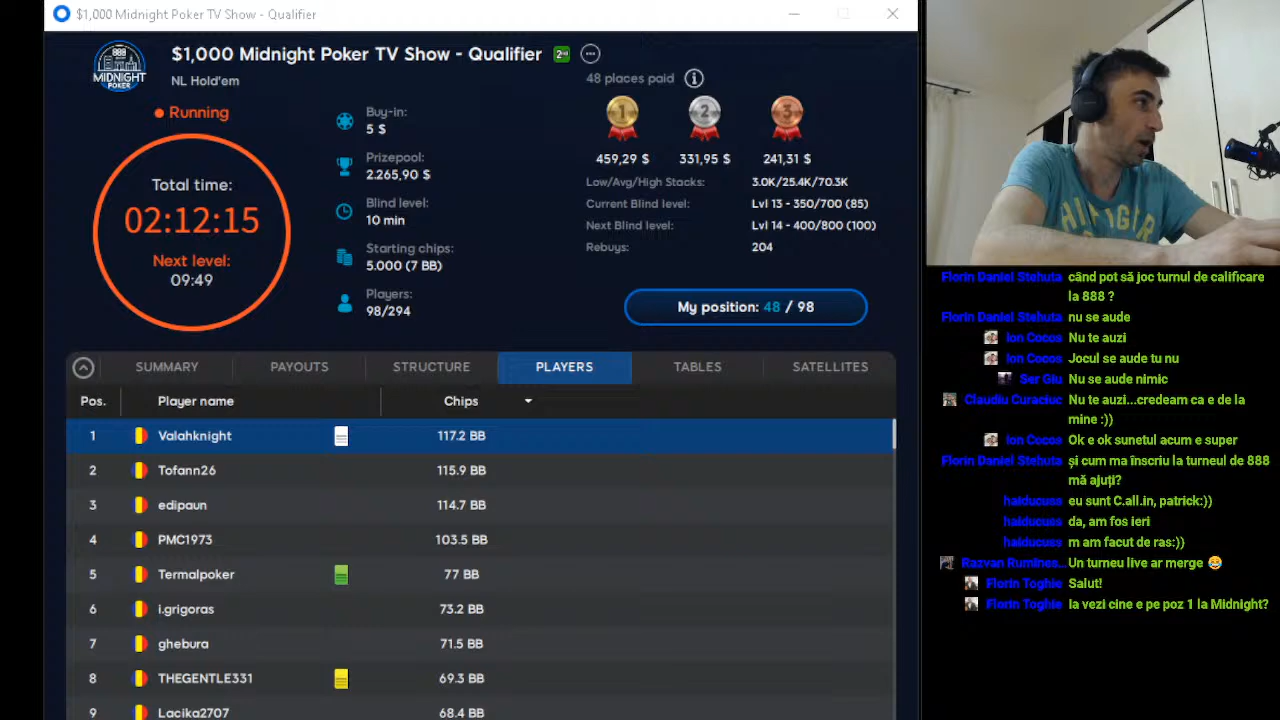 $1,000 Midnight Poker TV Show - Qualifier
888
MIDNIGHT
POKER
$1,000 Midnight Poker TV Show - Qualifier
NL Hold'em
Running
Total time:
02:12:15
Next level:
09:49
Buy-in:
5 $
Prizepool:
2.265,90 $
Blind level:
10 min
Starting chips:
5.000 (7 BB)
Players:
98/294
48 places paid
1 2 3
459,29 $ 331,95 $ 241,31 $
Low/Avg/High Stacks: 3.0K/25.4K/70.3K
Current Blind level: Lvl 13 - 350/700 (85)
Next Blind level: Lvl 14 - 400/800 (100)
Rebuys: 204
My position: 48 / 98
SUMMARY PAYOUTS STRUCTURE PLAYERS TABLES SATELLITES
Pos. Player name Chips
1 Valahknight 117.2 BB
2 Tofann26 115.9 BB
3 edipaun 114.7 BB
4 PMC1973 103.5 BB
5 Termalpoker 77 BB
6 i.grigoras 73.2 BB
7 ghebura 71.5 BB
8 THEGENTLE331 69.3 BB
9 Lacika2707 68.4 BB
HILFIGER
Florin Daniel Stehuta când pot să joc turnul de calificare
la 888 ?
Florin Daniel Stehuta nu se aude
Ion Cocos Nu te auzi
Ion Cocos Jocul se aude tu nu
Ser Giu Nu se aude nimic
Claudiu Curaciuc Nu te auzi...credeam ca e de la
mine :))
Ion Cocos Ok e ok sunetul acum e super
Florin Daniel Stehuta și cum ma înscriu la turneul de 888
mă ajuți?
haiducuss eu sunt C.all.in, patrick:))
haiducuss da, am fos ieri
haiducuss m am facut de ras:))
Razvan Rumines... Un turneu live ar merge 😂
Florin Toghie Salut!
Florin Toghie Ia vezi cine e pe poz 1 la Midnight?